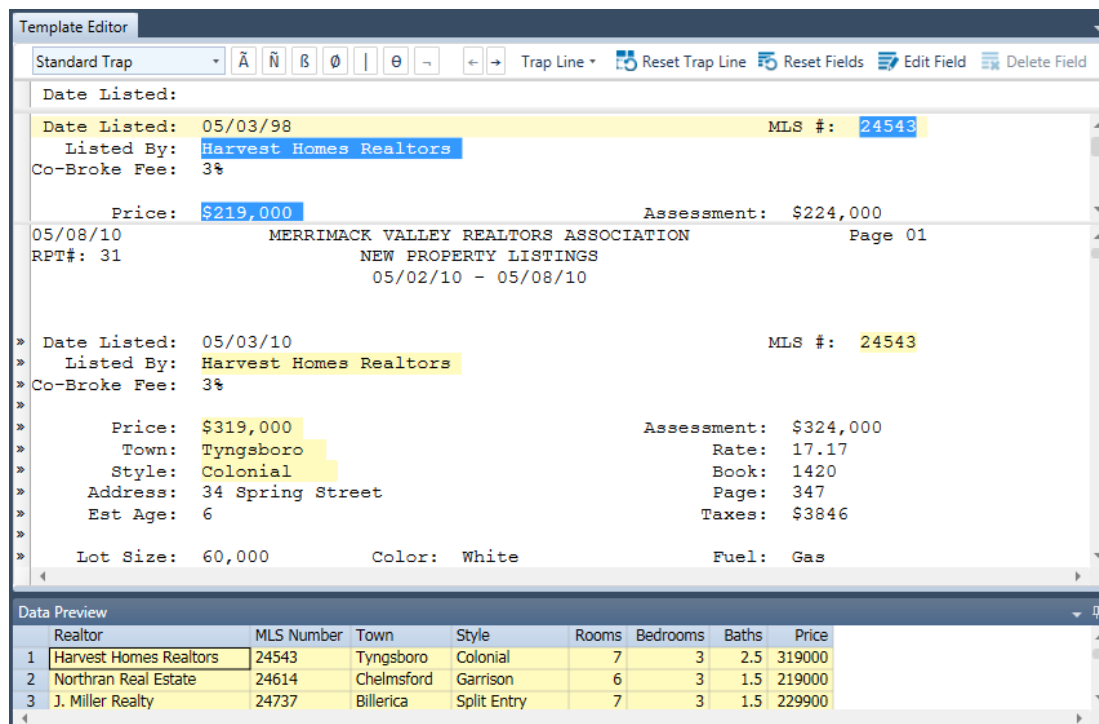 Template Editor
Standard Trap Ã Ñ ß Ø | Ɵ ¬ ← → Trap Line Reset Trap Line Reset Fields Edit Field Delete Field
Date Listed:
Date Listed: 05/03/98 MLS #: 24543
Listed By: Harvest Homes Realtors
Co-Broke Fee: 3%
Price: $219,000 Assessment: $224,000
05/08/10 MERRIMACK VALLEY REALTORS ASSOCIATION Page 01
RPT#: 31 NEW PROPERTY LISTINGS
05/02/10 - 05/08/10
» Date Listed: 05/03/10 MLS #: 24543
» Listed By: Harvest Homes Realtors
» Co-Broke Fee: 3%
»
» Price: $319,000 Assessment: $324,000
» Town: Tyngsboro Rate: 17.17
» Style: Colonial Book: 1420
» Address: 34 Spring Street Page: 347
» Est Age: 6 Taxes: $3846
»
» Lot Size: 60,000 Color: White Fuel: Gas
Data Preview
Realtor MLS Number Town Style Rooms Bedrooms Baths Price
1 Harvest Homes Realtors 24543 Tyngsboro Colonial 7 3 2.5 319000
2 Northran Real Estate 24614 Chelmsford Garrison 6 3 1.5 219000
3 J. Miller Realty 24737 Billerica Split Entry 7 3 1.5 229900